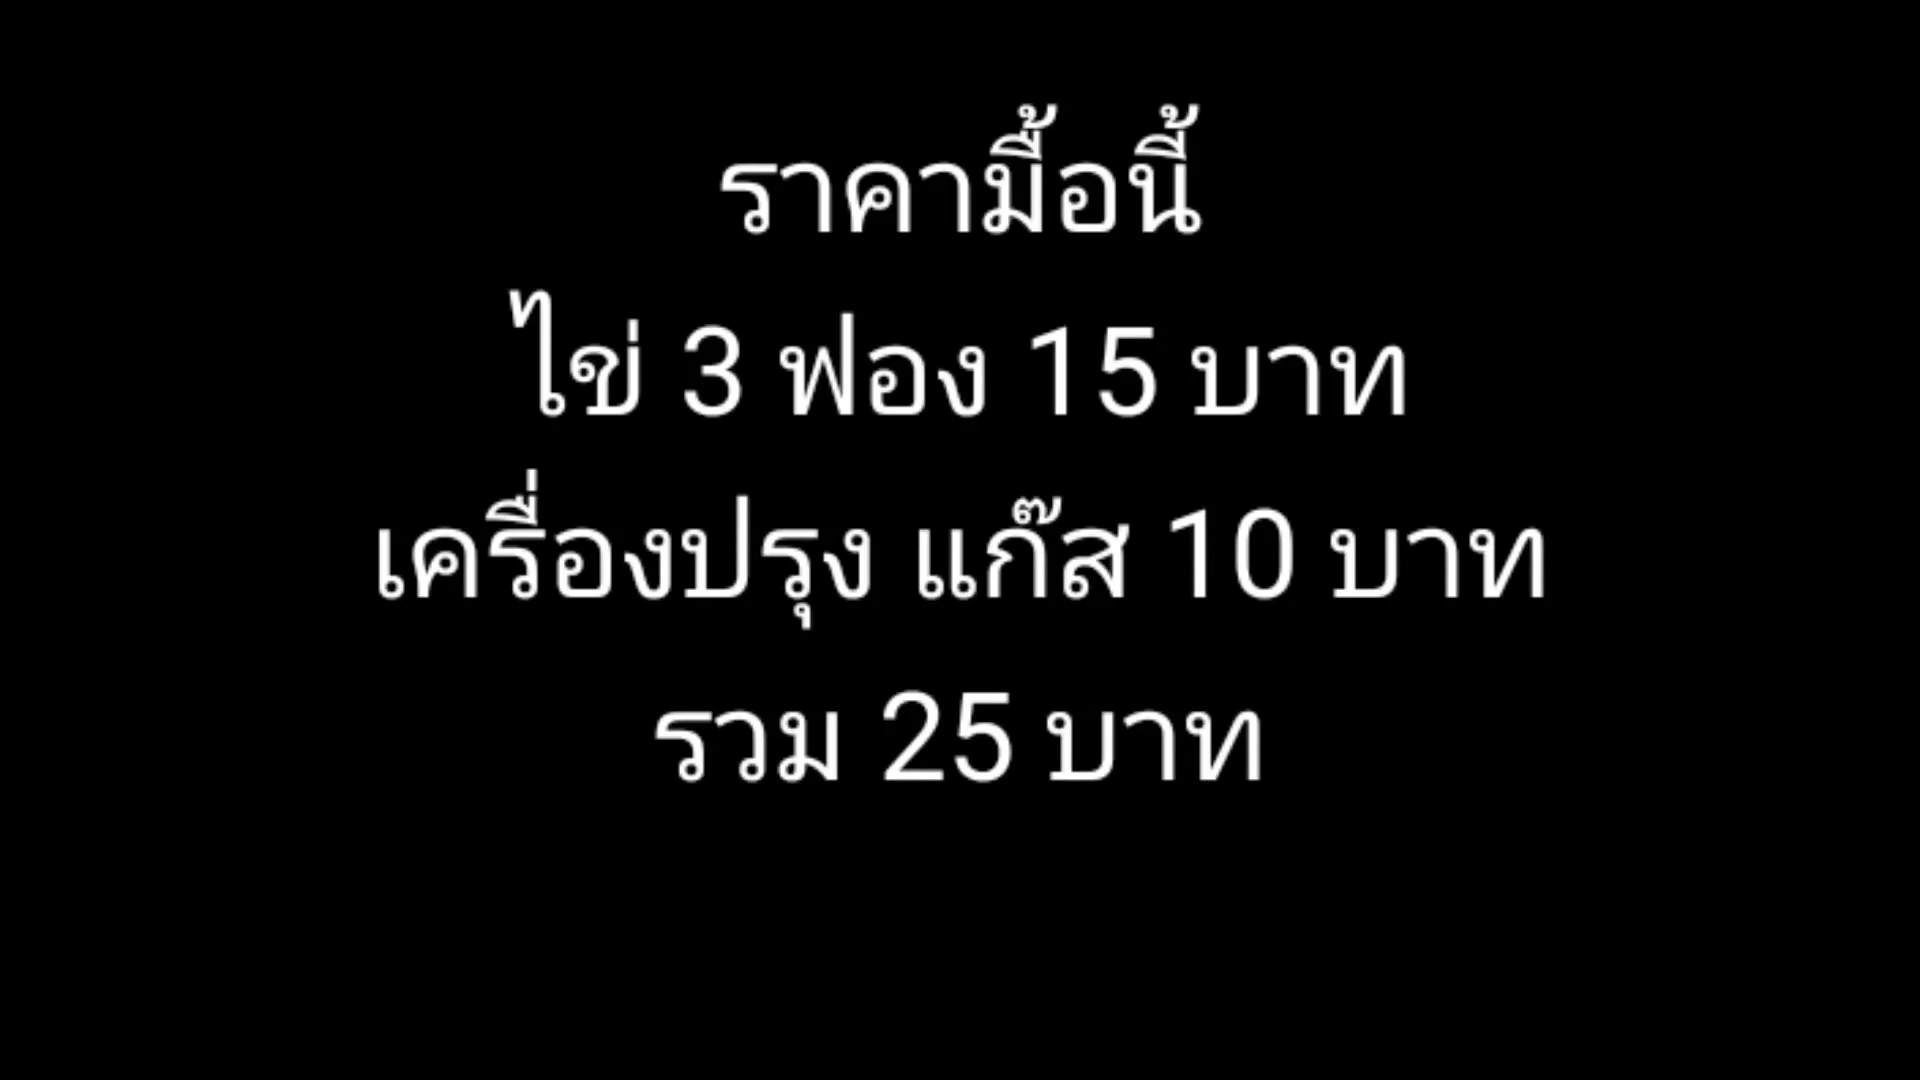 ราคามื้อนี้
ไข่ 3 ฟอง 15 บาท
เครื่องปรุง แก๊ส 10 บาท
รวม 25 บาท